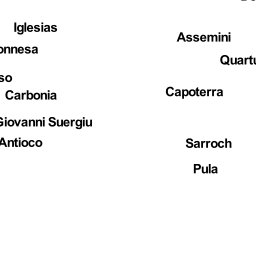 Iglesias
Assemini
onnesa
Quartu
so
Capoterra
Carbonia
Giovanni Suergiu
Antioco
Sarroch
Pula